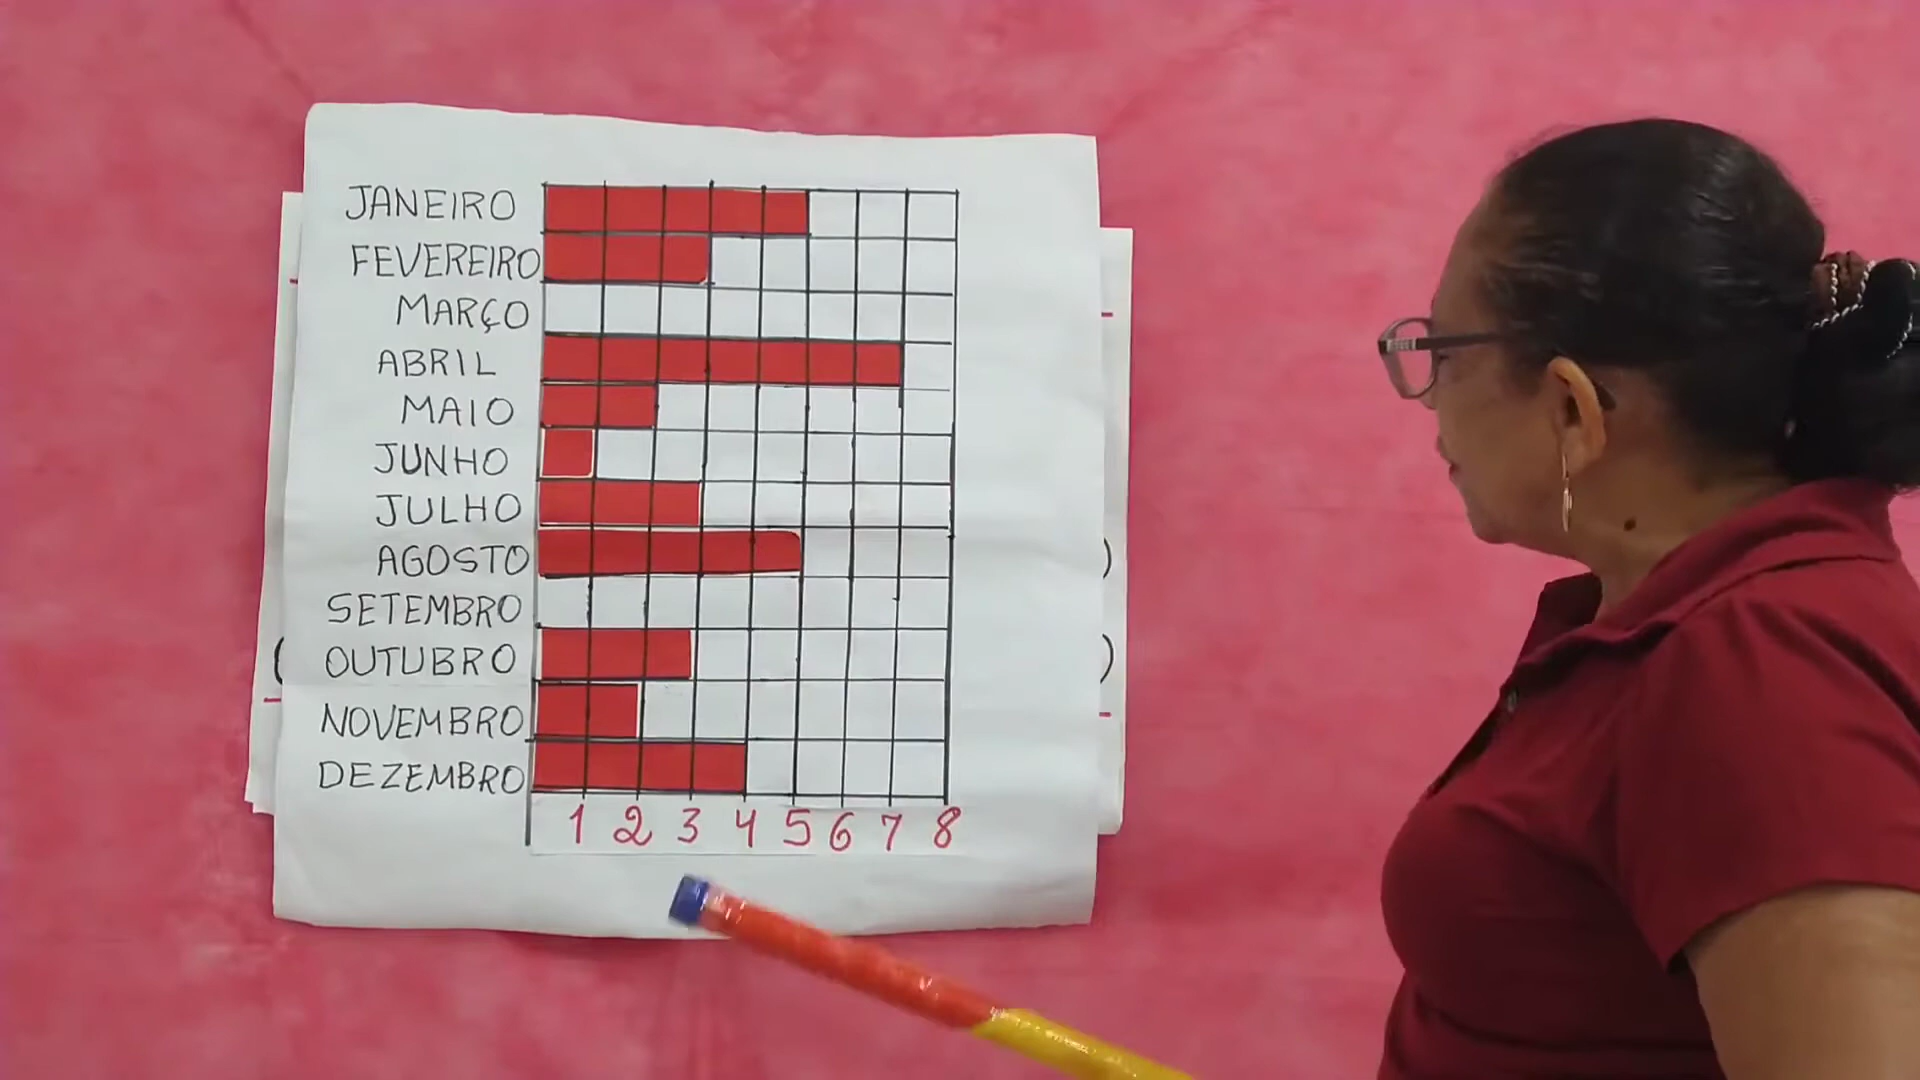 JANEIRO
FEVEREIRO
MARÇO
ABRIL
MAIO
JUNHO
JULHO
AGOSTO
SETEMBRO
OUTUBRO
NOVEMBRO
DEZEMBRO
1 2 3 4 5 6 7 8